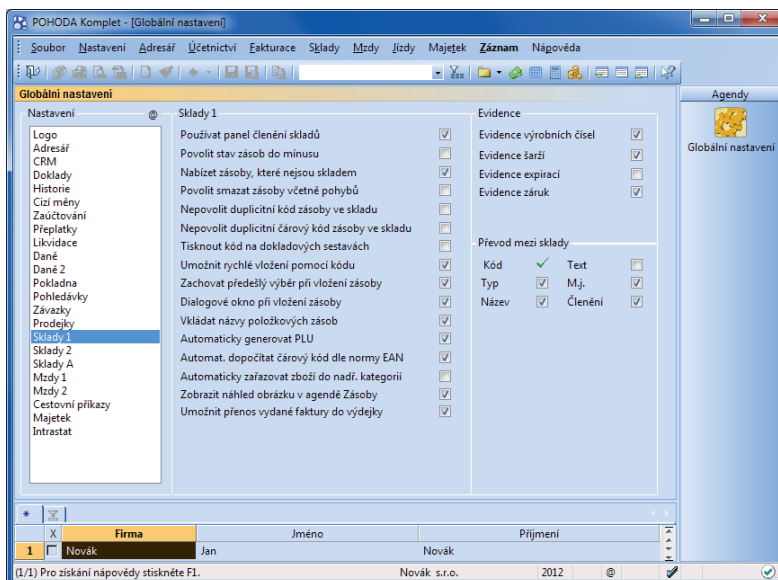 POHODA Komplet - [Globální nastavení]
Soubor Nastavení Adresář Účetnictví Fakturace Sklady Mzdy Jízdy Majetek Záznam Nápověda
Globální nastavení
Agendy
Globální nastavení
Nastavení @
Logo
Adresář
CRM
Doklady
Historie
Cizí měny
Zaúčtování
Přeplatky
Likvidace
Daně
Daně 2
Pokladna
Pohledávky
Závazky
Prodejky
Sklady 1
Sklady 2
Sklady A
Mzdy 1
Mzdy 2
Cestovní příkazy
Majetek
Intrastat
Sklady 1
Používat panel členění skladů
Povolit stav zásob do mínusu
Nabízet zásoby, které nejsou skladem
Povolit smazat zásoby včetně pohybů
Nepovolit duplicitní kód zásoby ve skladu
Nepovolit duplicitní čárový kód zásoby ve skladu
Tisknout kód na dokladových sestavách
Umožnit rychlé vložení pomocí kódu
Zachovat předešlý výběr při vložení zásoby
Dialogové okno při vložení zásoby
Vkládat názvy položkových zásob
Automaticky generovat PLU
Automat. dopočítat čárový kód dle normy EAN
Automaticky zařazovat zboží do nadř. kategorií
Zobrazit náhled obrázku v agendě Zásoby
Umožnit přenos vydané faktury do výdejky
Evidence
Evidence výrobních čísel
Evidence šarží
Evidence expirací
Evidence záruk
Převod mezi sklady
Kód Text
Typ M.j.
Název Členění
*
X Firma Jméno Příjmení
1 Novák Jan Novák
(1/1) Pro získání nápovědy stiskněte F1. Novák s.r.o. 2012 @